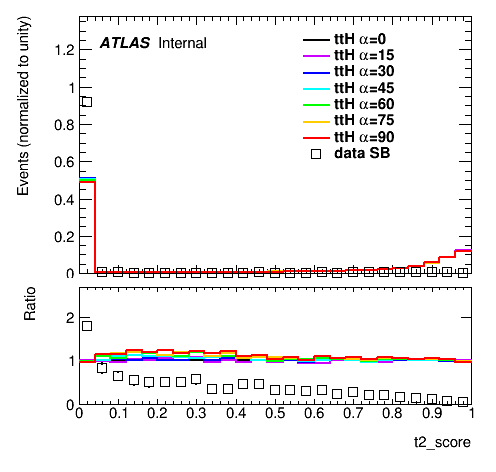 Events (normalized to unity)
1.2
1
0.8
0.6
0.4
0.2
0
ATLAS Internal
ttH α=0
ttH α=15
ttH α=30
ttH α=45
ttH α=60
ttH α=75
ttH α=90
data SB
Ratio
2
1
0
0 0.1 0.2 0.3 0.4 0.5 0.6 0.7 0.8 0.9 1
t2_score